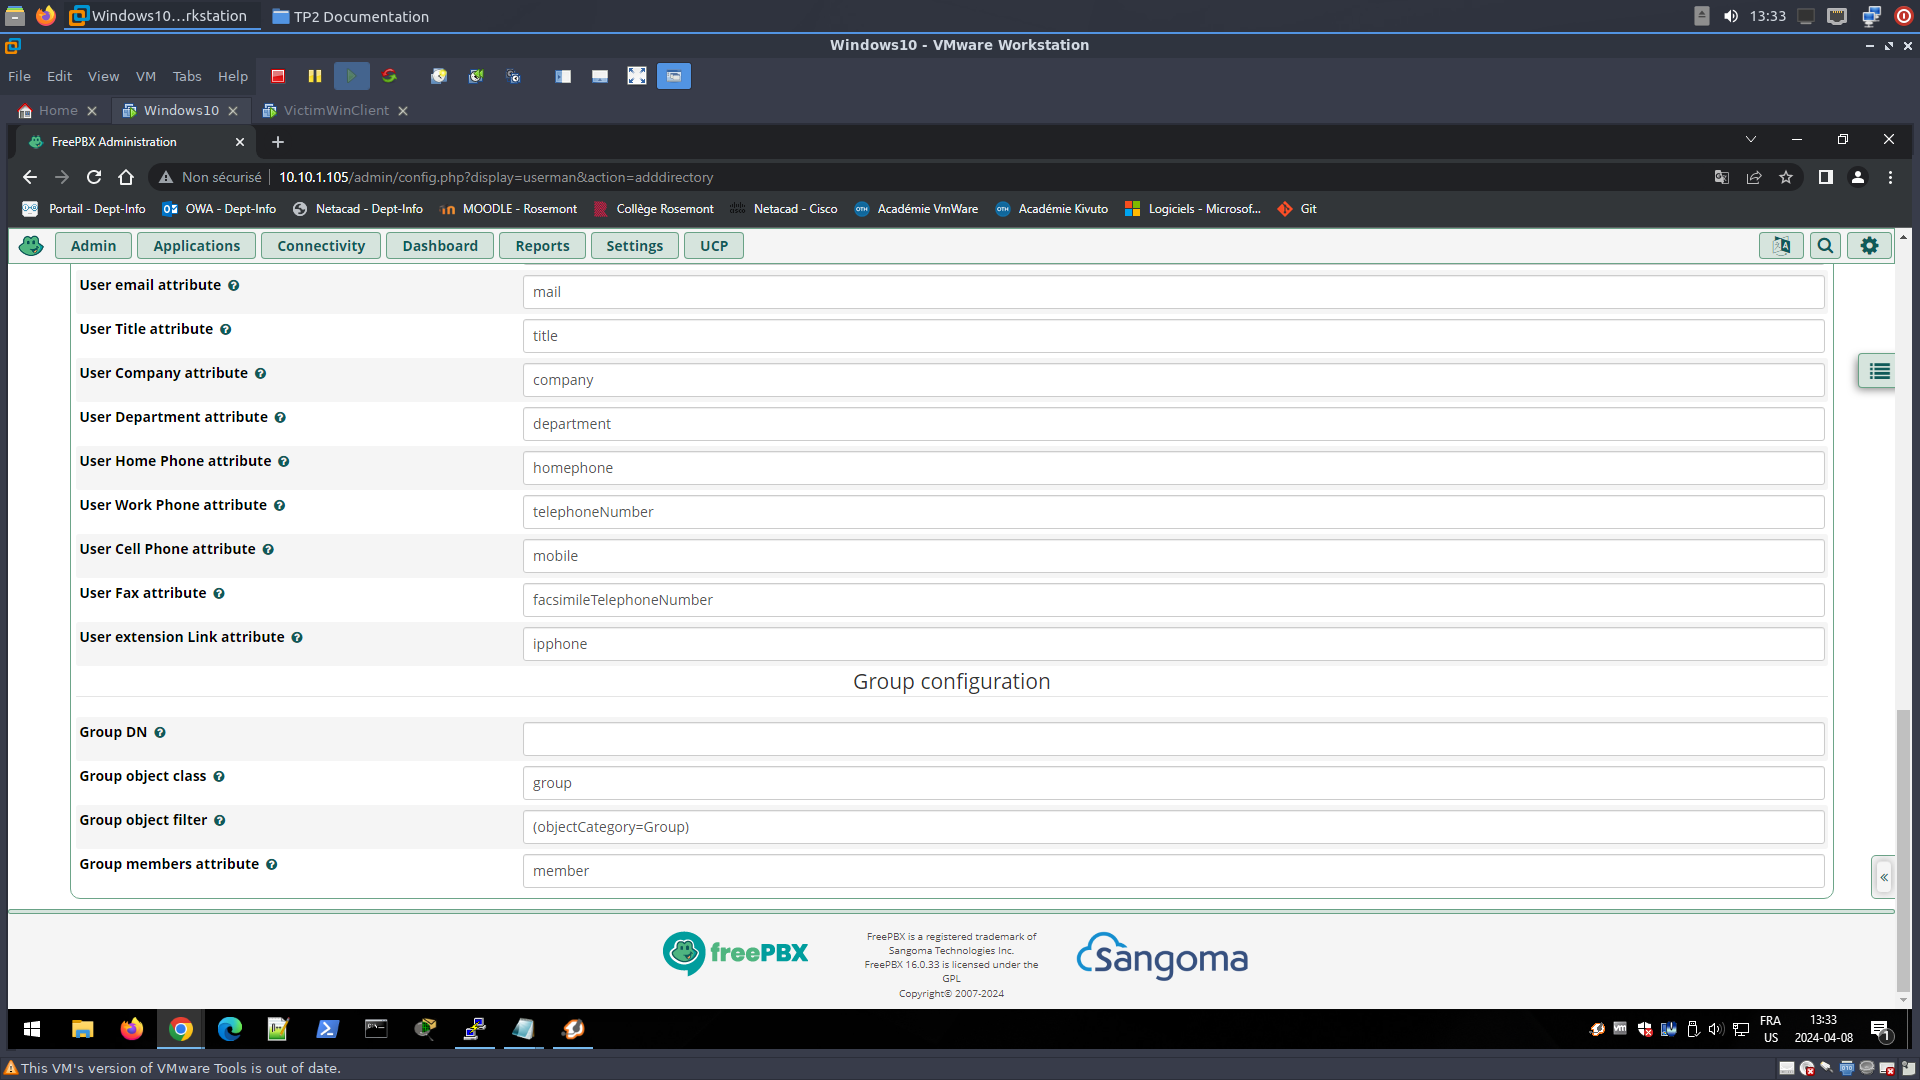 Windows10...rkstation
TP2 Documentation
13:33
Windows10 - VMware Workstation
File Edit View VM Tabs Help
Home
Windows10
VictimWinClient
FreePBX Administration
Non sécurisé
10.10.1.105/admin/config.php?display=userman&action=adddirectory
Portail - Dept-Info
OWA - Dept-Info
Netacad - Dept-Info
MOODLE - Rosemont
Collège Rosemont
Netacad - Cisco
Académie VmWare
Académie Kivuto
Logiciels - Microsof...
Git
Admin
Applications
Connectivity
Dashboard
Reports
Settings
UCP
User email attribute
mail
User Title attribute
title
User Company attribute
company
User Department attribute
department
User Home Phone attribute
homephone
User Work Phone attribute
telephoneNumber
User Cell Phone attribute
mobile
User Fax attribute
facsimileTelephoneNumber
User extension Link attribute
ipphone
Group configuration
Group DN
Group object class
group
Group object filter
(objectCategory=Group)
Group members attribute
member
freePBX
FreePBX is a registered trademark of
Sangoma Technologies Inc.
FreePBX 16.0.33 is licensed under the
GPL
Copyright© 2007-2024
Sangoma
FRA
US
13:33
2024-04-08
1
This VM's version of VMware Tools is out of date.